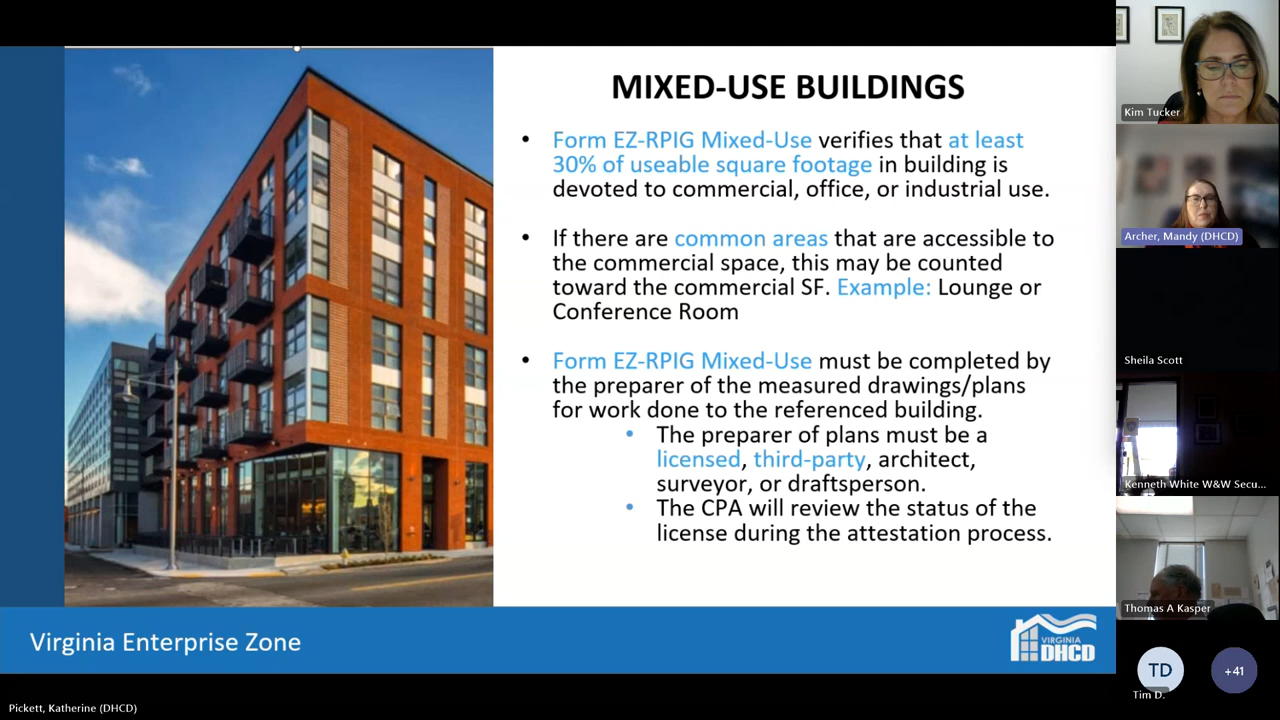 MIXED-USE BUILDINGS
• Form EZ-RPIG Mixed-Use verifies that at least
30% of useable square footage in building is
devoted to commercial, office, or industrial use.
• If there are common areas that are accessible to
the commercial space, this may be counted
toward the commercial SF. Example: Lounge or
Conference Room
• Form EZ-RPIG Mixed-Use must be completed by
the preparer of the measured drawings/plans
for work done to the referenced building.
• The preparer of plans must be a
licensed, third-party, architect,
surveyor, or draftsperson.
• The CPA will review the status of the
license during the attestation process.
Virginia Enterprise Zone
VIRGINIA
DHCD
Pickett, Katherine (DHCD)
Kim Tucker
Archer, Mandy (DHCD)
Sheila Scott
Kenneth White W&W Secu...
Thomas A Kasper
TD
Tim D.
+41